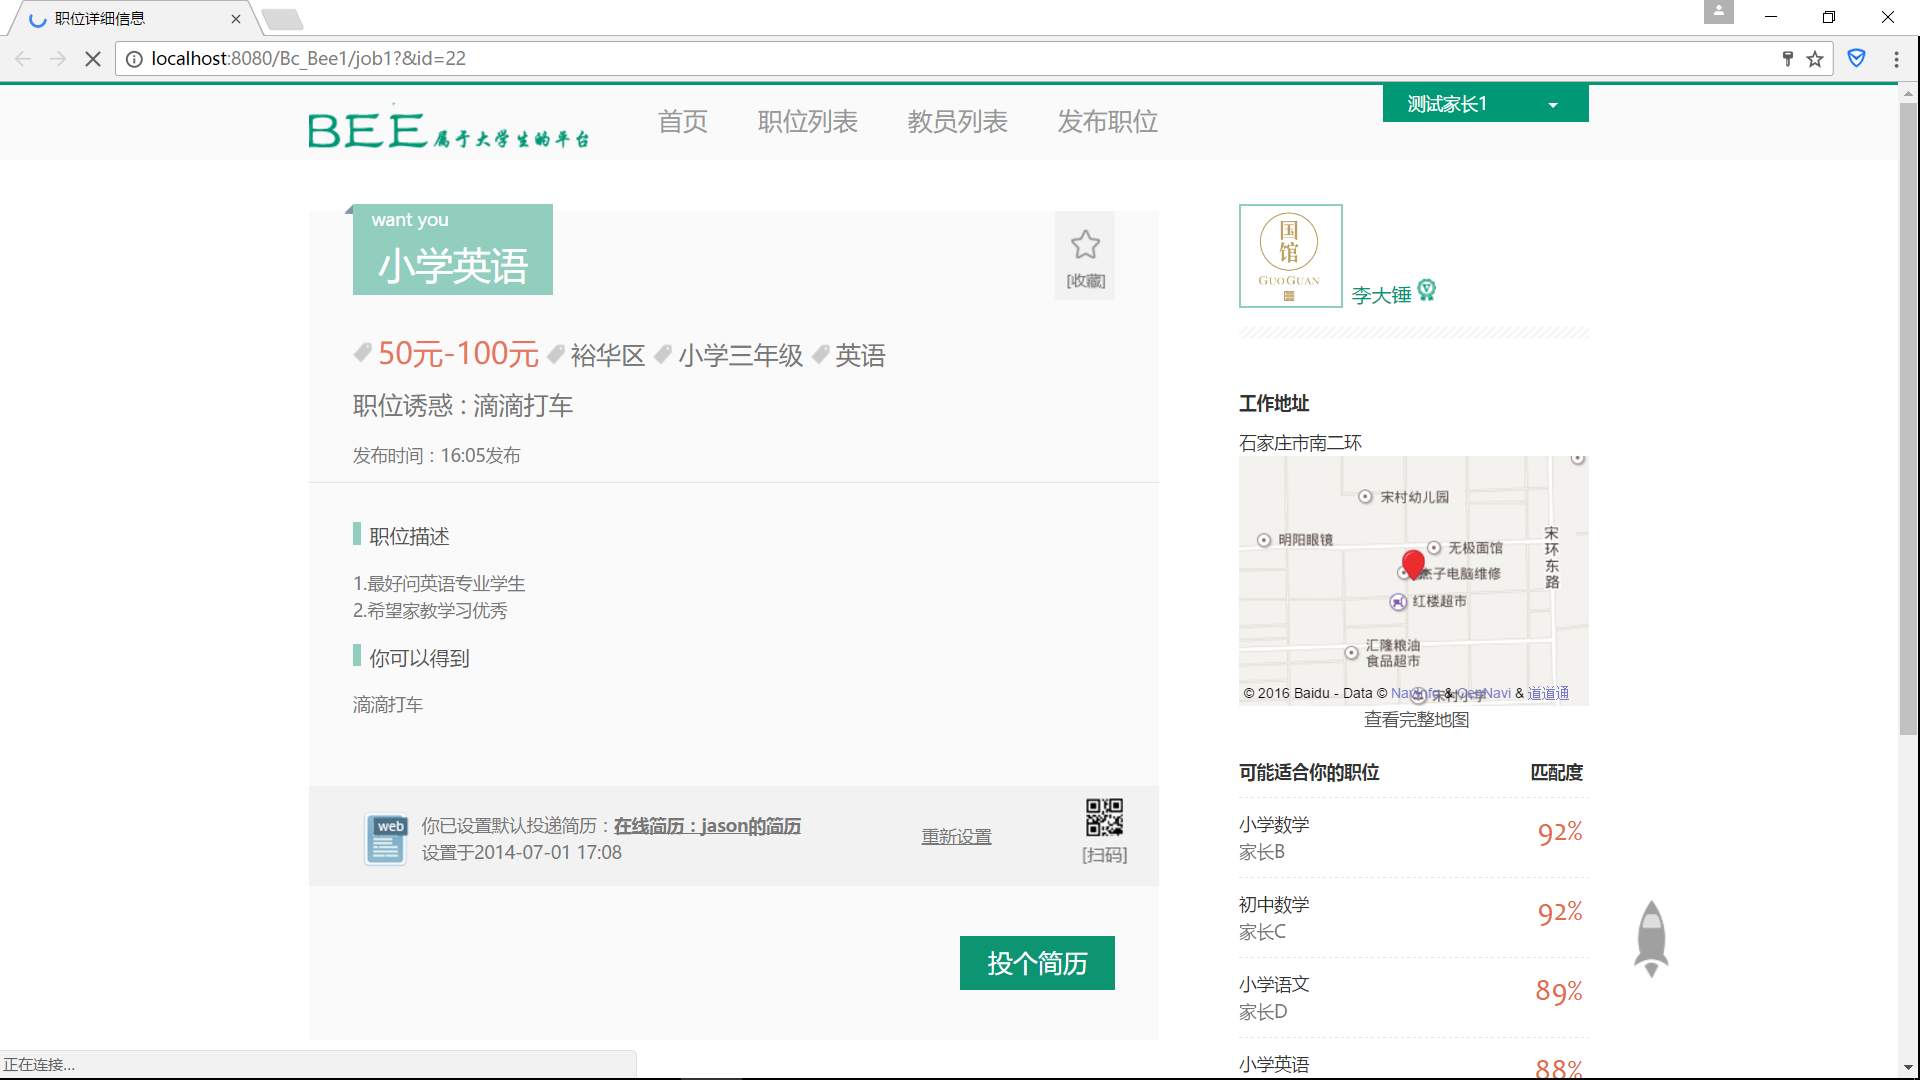 职位详细信息
localhost:8080/Bc_Bee1/job1?&id=22
BEE 属于大学生的平台
首页 职位列表 教员列表 发布职位
测试家长1
want you
小学英语
[收藏]
50元-100元 裕华区 小学三年级 英语
职位诱惑 : 滴滴打车
发布时间：16:05发布
职位描述
1.最好问英语专业学生
2.希望家教学习优秀
你可以得到
滴滴打车
web
你已设置默认投递简历：在线简历：jason的简历
设置于2014-07-01 17:08
重新设置
[扫码]
投个简历
国馆
GUO GUAN
李大锤
V
工作地址
石家庄市南二环
宋村幼儿园
明阳眼镜
无极面馆
宋环东路
杰子电脑维修
红楼超市
汇隆粮油
食品超市
宋村小学
© 2016 Baidu - Data © NavInfo & CenNavi & 道道通
查看完整地图
可能适合你的职位 匹配度
小学数学 92%
家长B
初中数学 92%
家长C
小学语文 89%
家长D
小学英语 88%
正在连接...